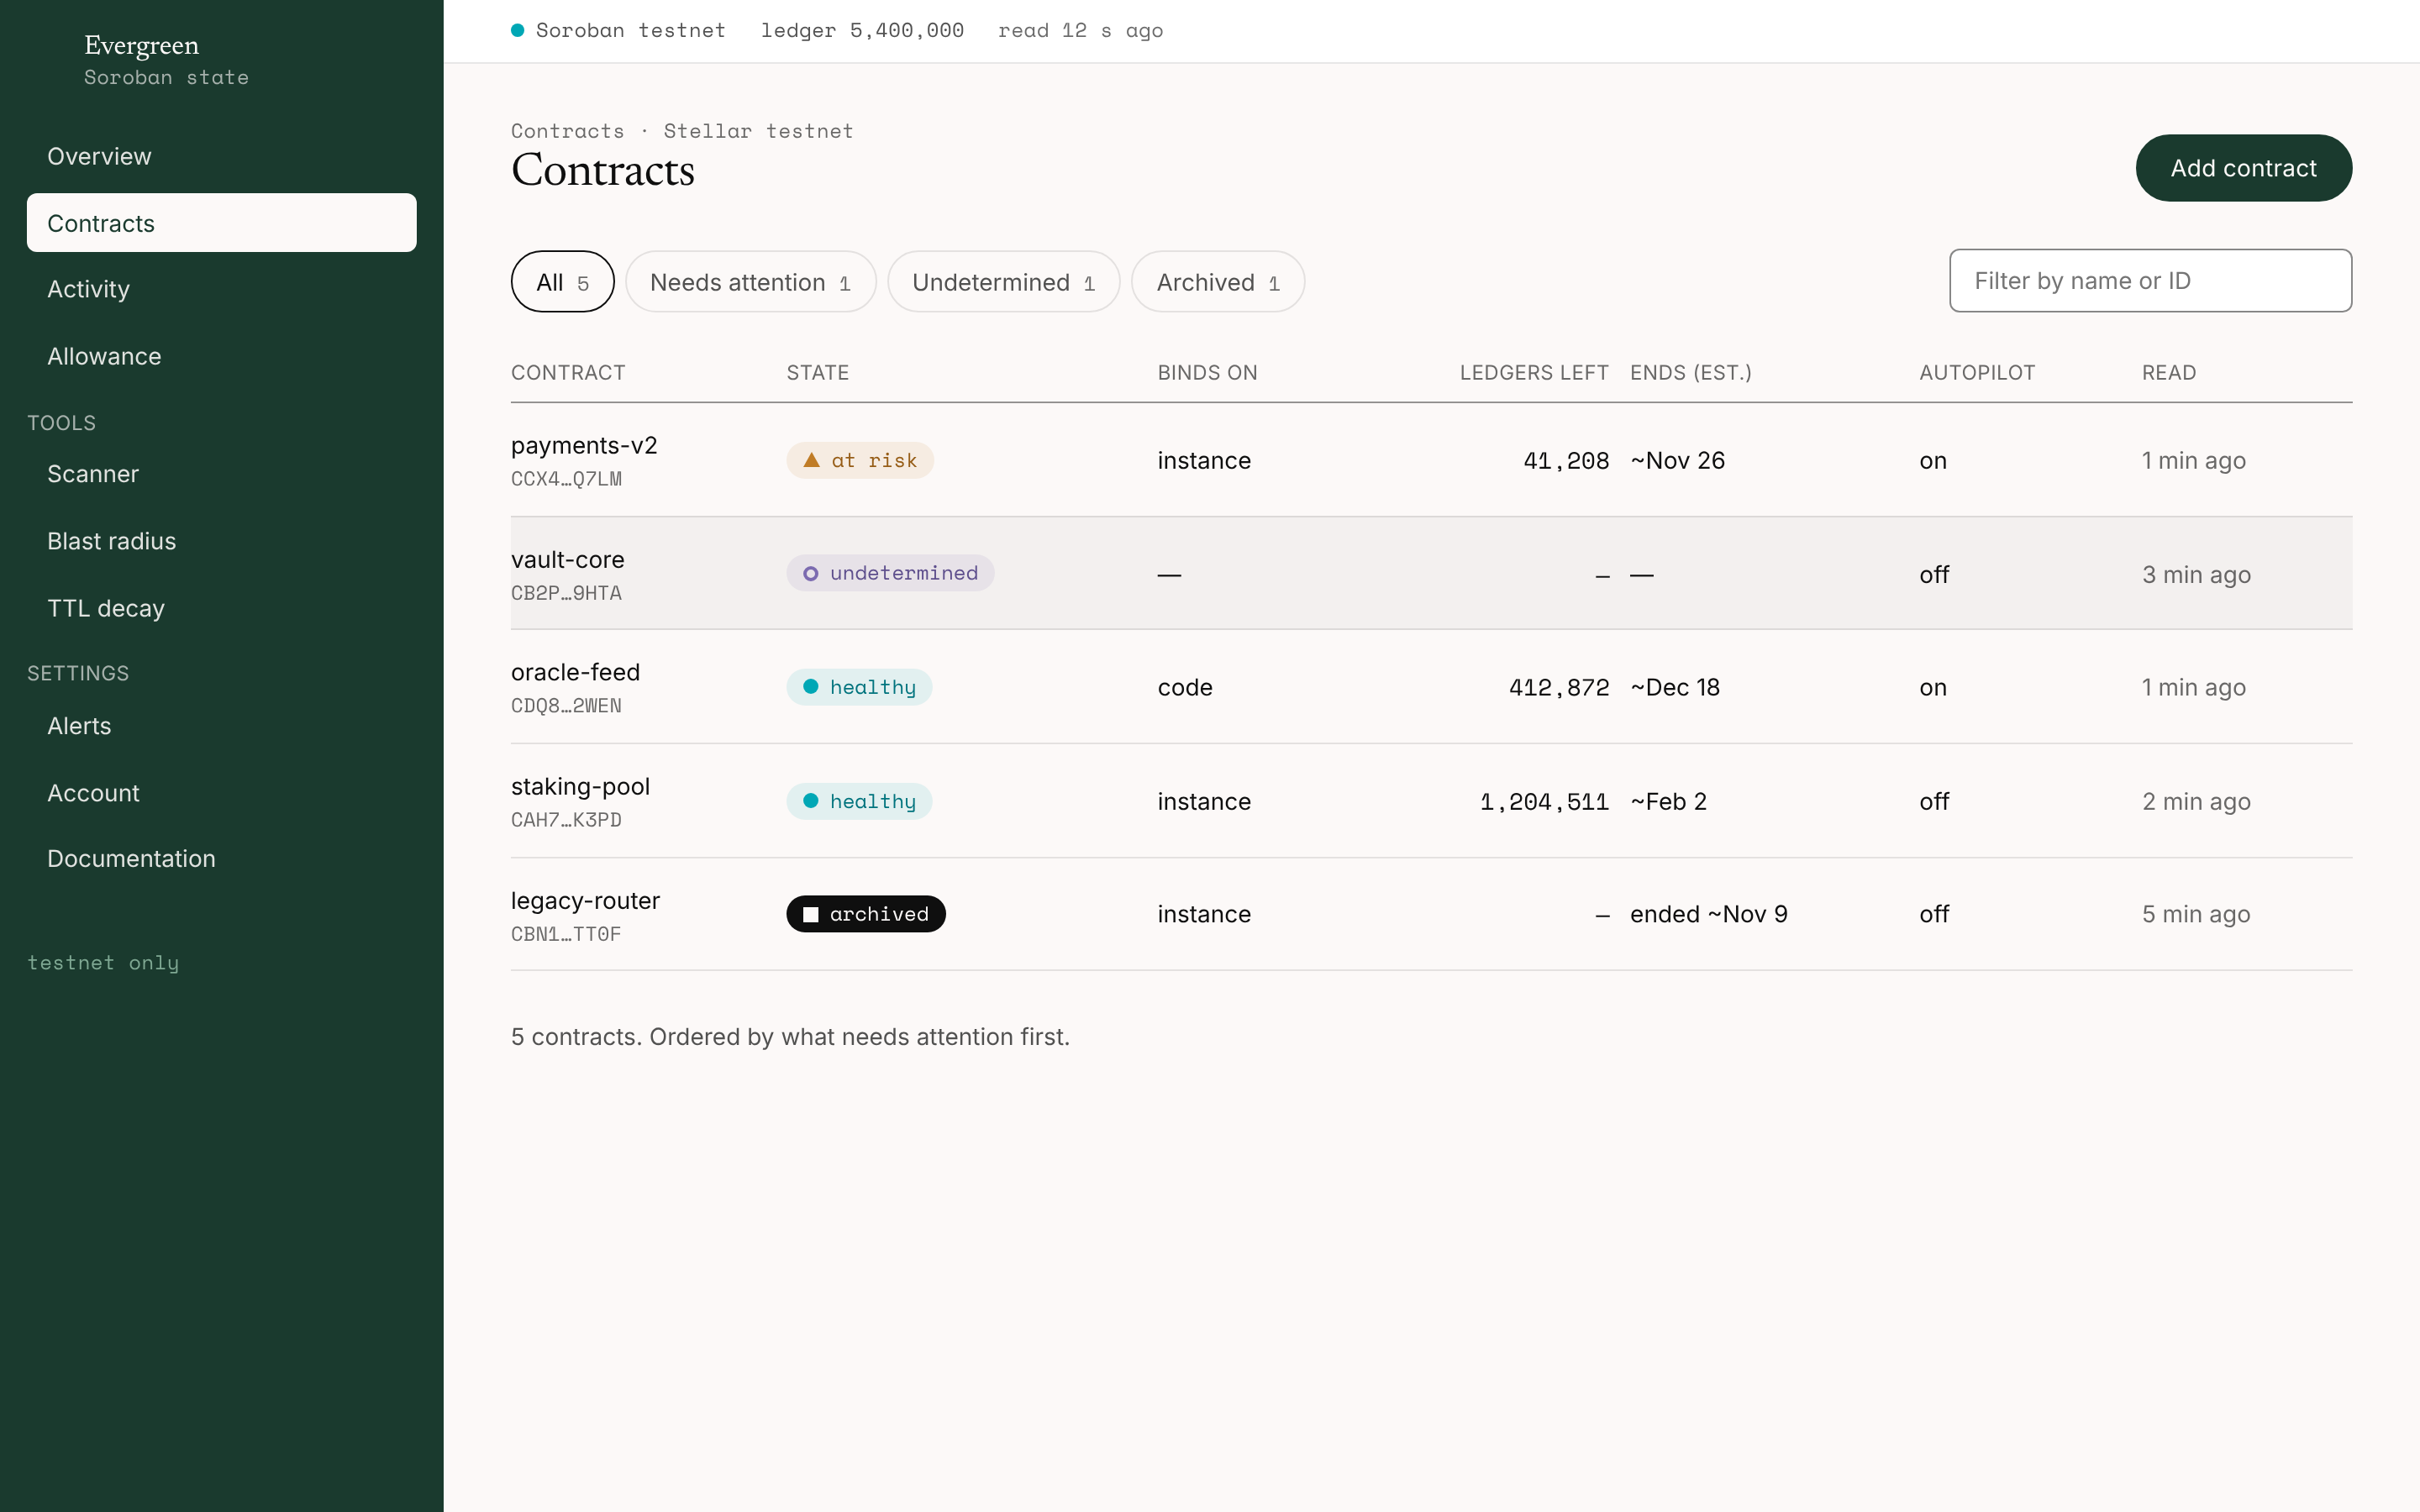 Evergreen
Soroban state
Overview
Contracts
Activity
Allowance
TOOLS
Scanner
Blast radius
TTL decay
SETTINGS
Alerts
Account
Documentation
testnet only
Soroban testnet ledger 5,400,000 read 12 s ago
Contracts · Stellar testnet
Contracts
Add contract
All 5 Needs attention 1 Undetermined 1 Archived 1
Filter by name or ID
CONTRACT STATE BINDS ON LEDGERS LEFT ENDS (EST.) AUTOPILOT READ
payments-v2
CCX4…Q7LM
at risk instance 41,208 ~Nov 26 on 1 min ago
vault-core
CB2P…9HTA
undetermined — — — off 3 min ago
oracle-feed
CDQ8…2WEN
healthy code 412,872 ~Dec 18 on 1 min ago
staking-pool
CAH7…K3PD
healthy instance 1,204,511 ~Feb 2 off 2 min ago
legacy-router
CBN1…TT0F
archived instance — ended ~Nov 9 off 5 min ago
5 contracts. Ordered by what needs attention first.